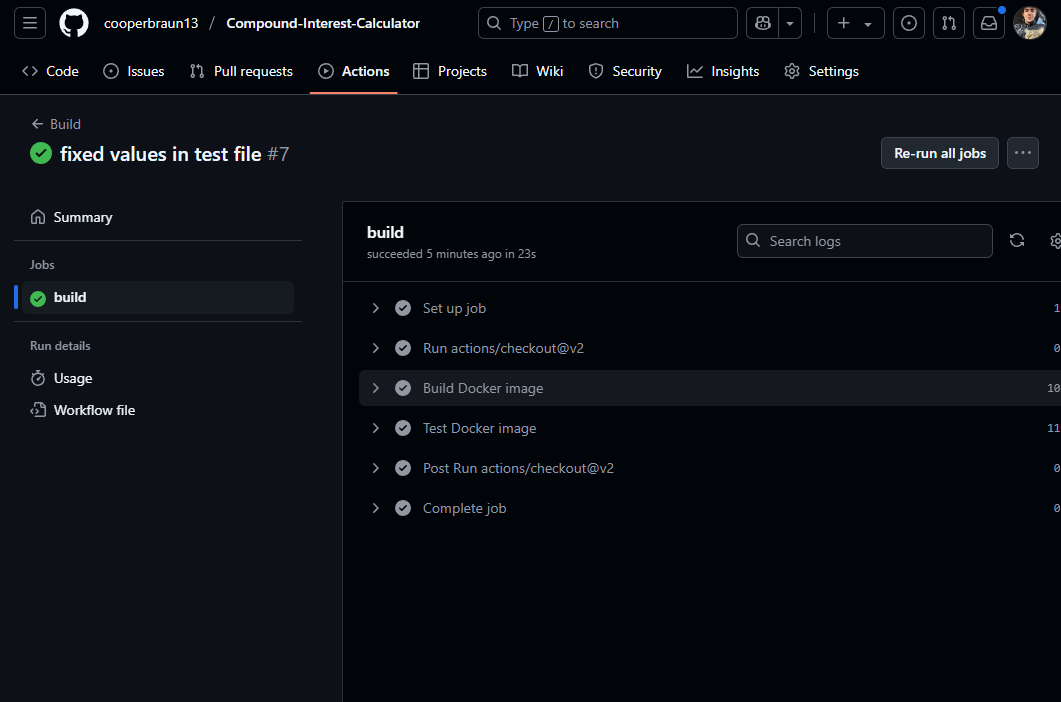 cooperbraun13 / Compound-Interest-Calculator Type / to search
Code Issues Pull requests Actions Projects Wiki Security Insights Settings
← Build
fixed values in test file #7
Re-run all jobs ···
Summary
Jobs
build
Run details
Usage
Workflow file
build
succeeded 5 minutes ago in 23s
Search logs
Set up job 1
Run actions/checkout@v2 0
Build Docker image 10
Test Docker image 11
Post Run actions/checkout@v2 0
Complete job 0